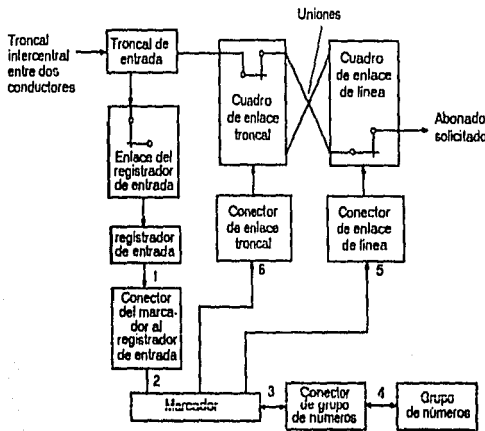 Uniones
Troncal
intercentral
entre dos
conductores
Troncal de
entrada
Cuadro
de enlace
troncal
Cuadro
de enlace
de línea
Abonado
solicitado
Enlace del
registrador
de entrada
Conector
de enlace
troncal
Conector
de enlace
de línea
registrador
de entrada
1
6
5
Conector
del marca-
dor al
registrador
de entrada
2
Marcador
3
Conector
de grupo
de números
4
Grupo
de números